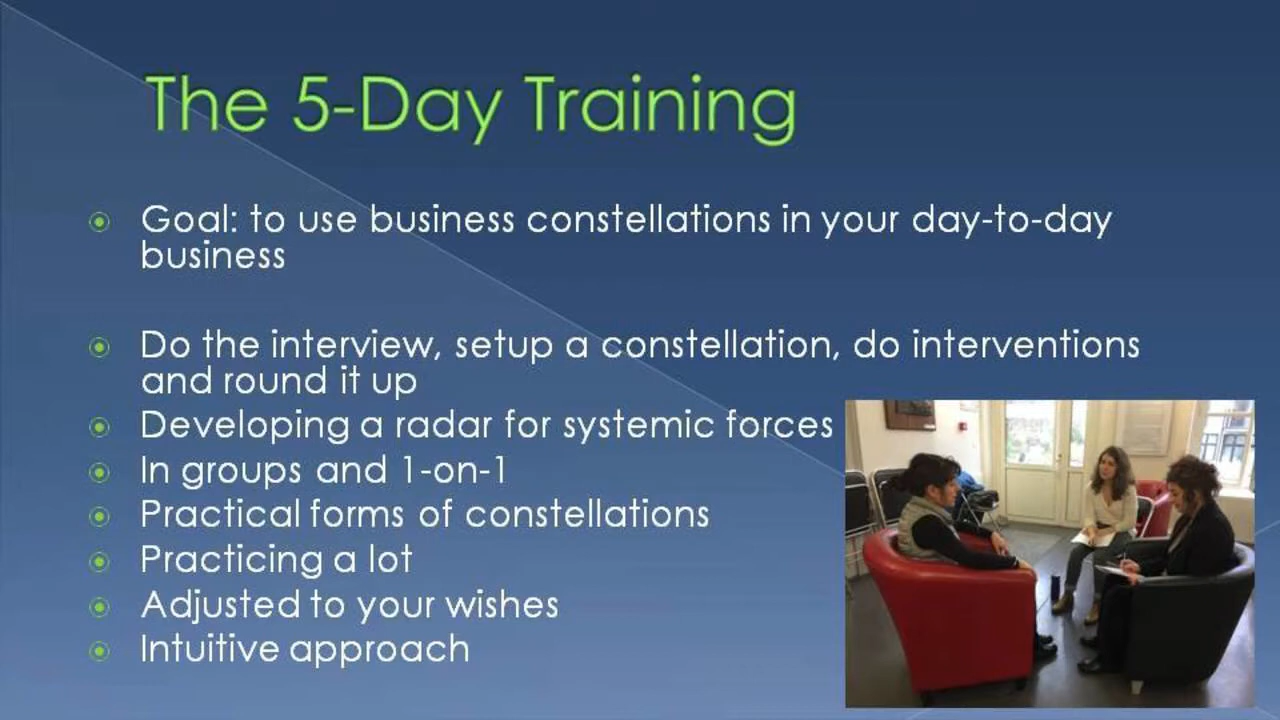 The 5-Day Training
Goal: to use business constellations in your day-to-day
business
Do the interview, setup a constellation, do interventions
and round it up
Developing a radar for systemic forces
In groups and 1-on-1
Practical forms of constellations
Practicing a lot
Adjusted to your wishes
Intuitive approach